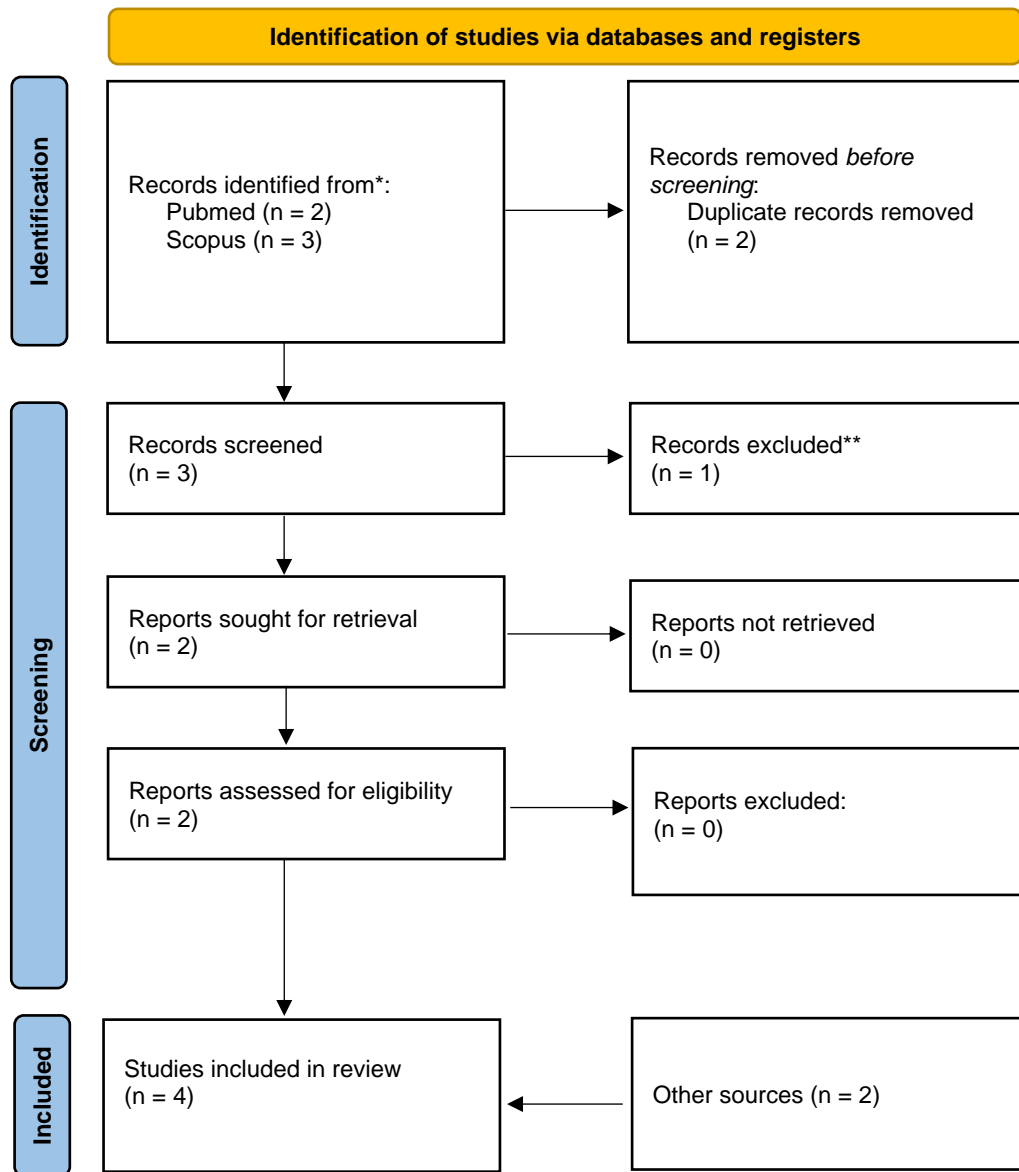 Identification of studies via databases and registers
Identification
Records identified from*:
Pubmed (n = 2)
Scopus (n = 3)
Records removed before
screening:
Duplicate records removed
(n = 2)
Screening
Records screened
(n = 3)
Records excluded**
(n = 1)
Reports sought for retrieval
(n = 2)
Reports not retrieved
(n = 0)
Reports assessed for eligibility
(n = 2)
Reports excluded:
(n = 0)
Included
Studies included in review
(n = 4)
Other sources (n = 2)